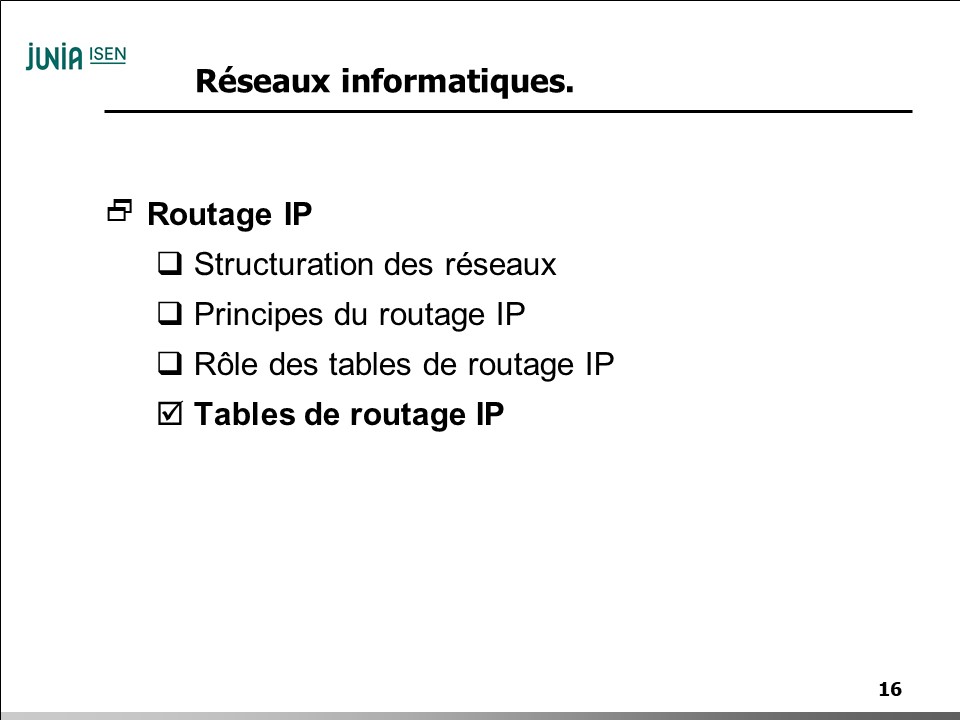 JUNIA ISEN
Réseaux informatiques.
Routage IP
Structuration des réseaux
Principes du routage IP
Rôle des tables de routage IP
Tables de routage IP
16